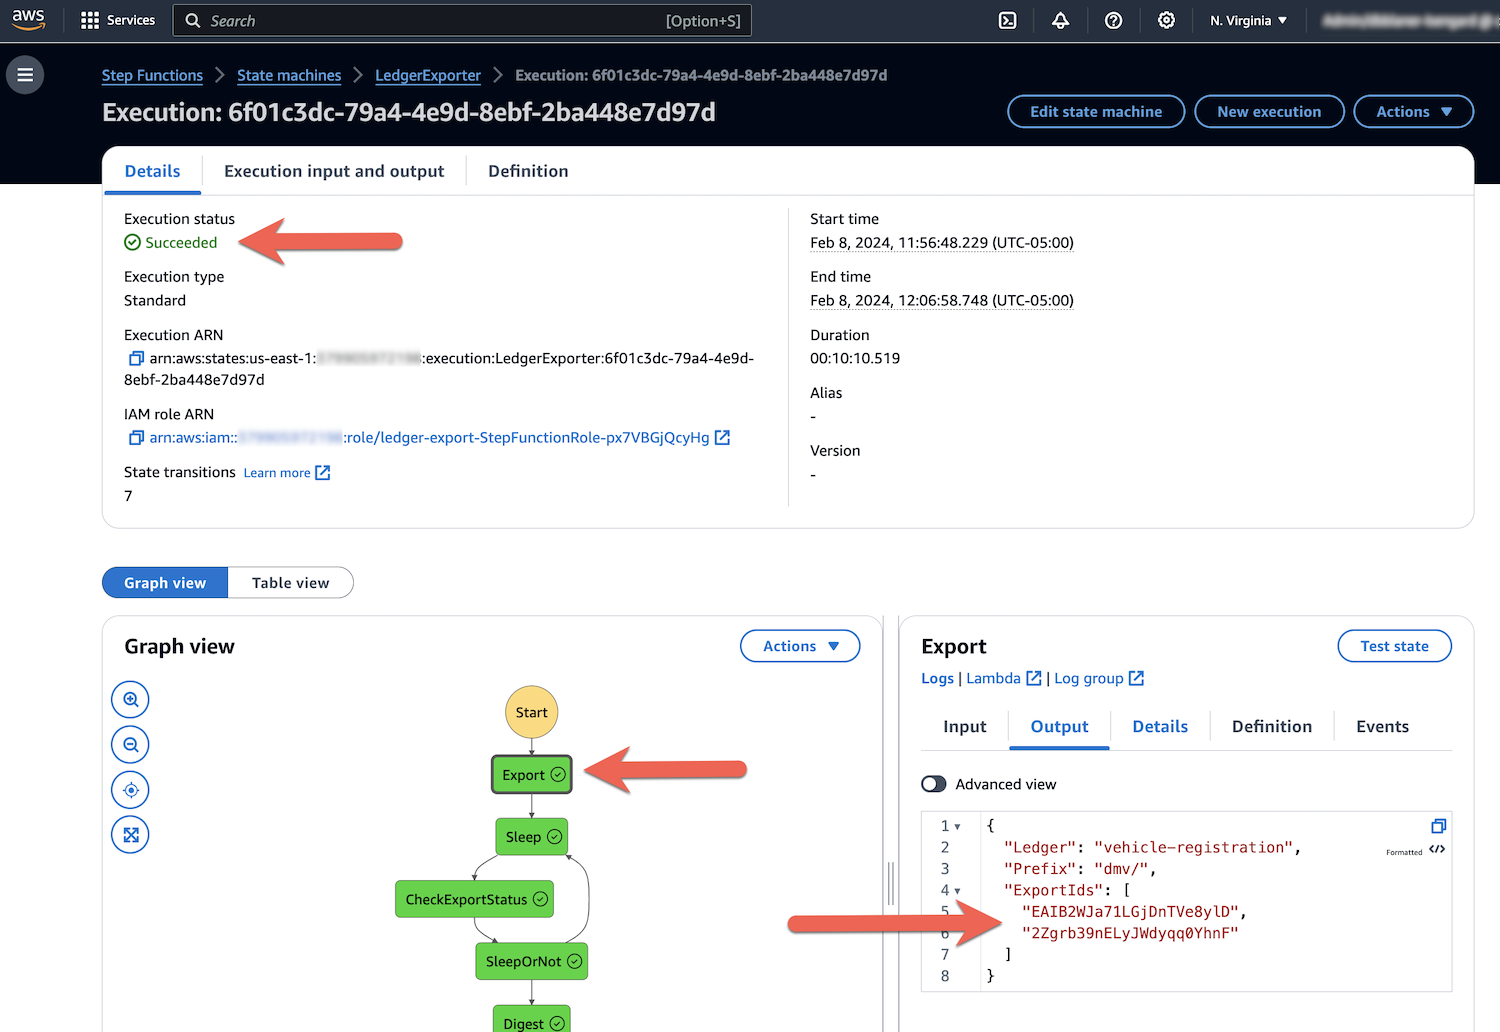 aws
Services
Search
[Option+S]
N. Virginia
Step Functions
State machines
LedgerExporter
Execution: 6f01c3dc-79a4-4e9d-8ebf-2ba448e7d97d
Execution: 6f01c3dc-79a4-4e9d-8ebf-2ba448e7d97d
Edit state machine
New execution
Actions
Details
Execution input and output
Definition
Execution status
Succeeded
Execution type
Standard
Execution ARN
arn:aws:states:us-east-1: :execution:LedgerExporter:6f01c3dc-79a4-4e9d-
8ebf-2ba448e7d97d
IAM role ARN
arn:aws:iam:: :role/ledger-export-StepFunctionRole-px7VBGjQcyHg
State transitions Learn more
7
Start time
Feb 8, 2024, 11:56:48.229 (UTC-05:00)
End time
Feb 8, 2024, 12:06:58.748 (UTC-05:00)
Duration
00:10:10.519
Alias
-
Version
-
Graph view
Table view
Graph view
Actions
Start
Export
Sleep
CheckExportStatus
SleepOrNot
Digest
Export
Test state
Logs | Lambda | Log group
Input
Output
Details
Definition
Events
Advanced view
Formatted
1 {
2 "Ledger": "vehicle-registration",
3 "Prefix": "dmv/",
4 "ExportIds": [
5 "EAIB2WJa71LGjDnTVe8ylD",
6 "2Zgrb39nELyJWdyqq0YhnF"
7 ]
8 }